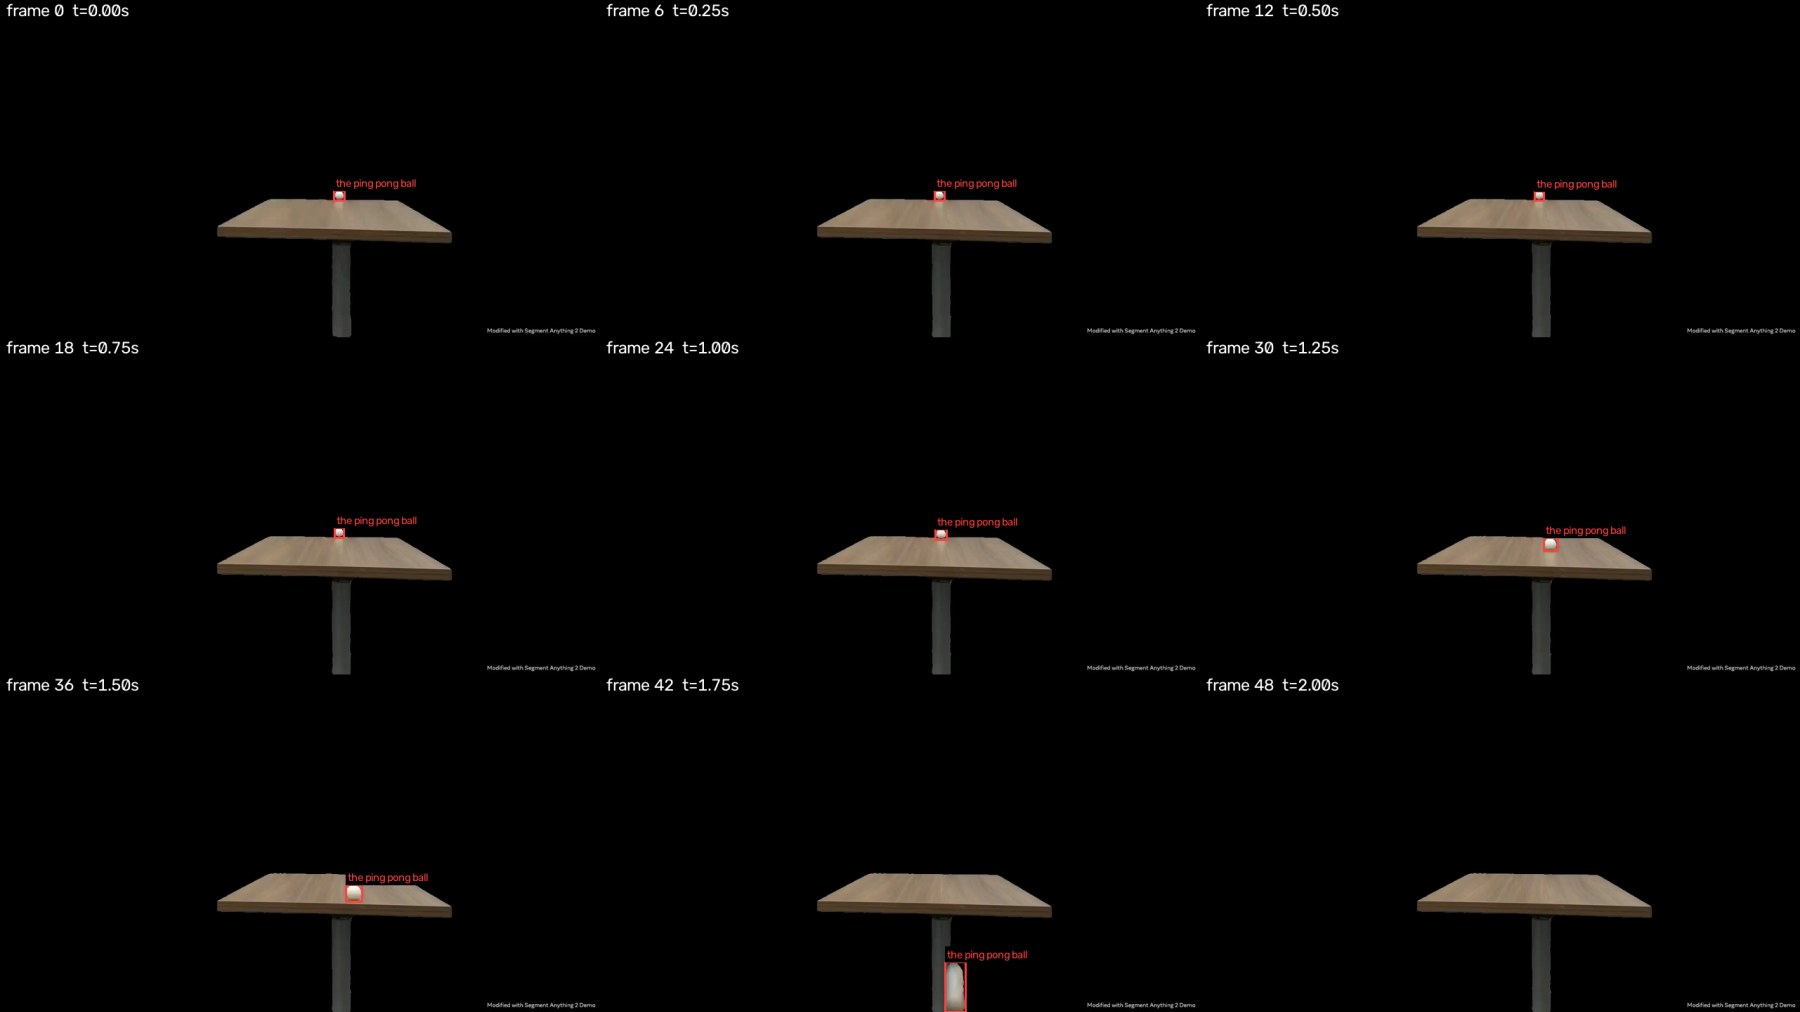 frame 0 t=0.00s
frame 6 t=0.25s
frame 12 t=0.50s
the ping pong ball
the ping pong ball
the ping pong ball
Modified with Segment Anything 2 Demo
Modified with Segment Anything 2 Demo
Modified with Segment Anything 2 Demo
frame 18 t=0.75s
frame 24 t=1.00s
frame 30 t=1.25s
the ping pong ball
the ping pong ball
the ping pong ball
Modified with Segment Anything 2 Demo
Modified with Segment Anything 2 Demo
Modified with Segment Anything 2 Demo
frame 36 t=1.50s
frame 42 t=1.75s
frame 48 t=2.00s
the ping pong ball
the ping pong ball
Modified with Segment Anything 2 Demo
Modified with Segment Anything 2 Demo
Modified with Segment Anything 2 Demo